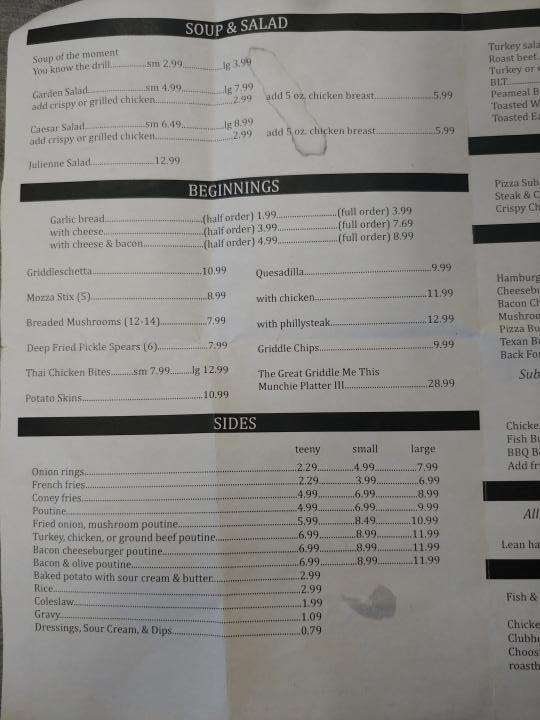 SOUP & SALAD
Soup of the moment
You know the drill..............sm 2.99...............lg 3.99
Garden Salad....................sm 4.99...............lg 7.99
add crispy or grilled chicken............................2.99
add 5 oz. chicken breast.....................5.99
Caesar Salad.....................sm 6.49...............lg 8.99
add crispy or grilled chicken............................2.99
add 5 oz. chicken breast.....................5.99
Julienne Salad........................12.99
BEGINNINGS
Garlic bread.................................(half order) 1.99......................(full order) 3.99
with cheese.................................(half order) 3.99......................(full order) 7.69
with cheese & bacon....................(half order) 4.99......................(full order) 8.99
Griddleschetta.......................................10.99
Mozza Stix (5).........................................8.99
Breaded Mushrooms (12-14)................7.99
Deep Fried Pickle Spears (6)..................7.99
Thai Chicken Bites.........sm 7.99.........lg 12.99
Potato Skins..........................................10.99
Quesadilla...............................................9.99
with chicken..........................................11.99
with phillysteak.....................................12.99
Griddle Chips..........................................9.99
The Great Griddle Me This
Munchie Platter III................................28.99
SIDES
teeny small large
Onion rings...............................................................2.29..............4.99................7.99
French fries...............................................................2.29..............3.99................6.99
Coney fries................................................................4.99..............6.99................8.99
Poutine......................................................................4.99..............6.99................9.99
Fried onion, mushroom poutine...........................5.99..............8.49..............10.99
Turkey, chicken, or ground beef poutine.............6.99..............8.99..............11.99
Bacon cheeseburger poutine................................6.99..............8.99..............11.99
Bacon & olive poutine...........................................6.99..............8.99..............11.99
Baked potato with sour cream & butter..............2.99
Rice...........................................................................2.99
Coleslaw..................................................................1.99
Gravy........................................................................1.09
Dressings, Sour Cream, & Dips.............................0.79
Turkey sala
Roast beef
Turkey or
BLT
Peameal B
Toasted W
Toasted Ea
Pizza Sub
Steak & C
Crispy Ch
Hamburg
Cheesebu
Bacon Ch
Mushroo
Pizza Bu
Texan B
Back For
Sub
Chicke
Fish Bu
BBQ B
Add fr
All
Lean ha
Fish &
Chicke
Clubh
Choos
roastb